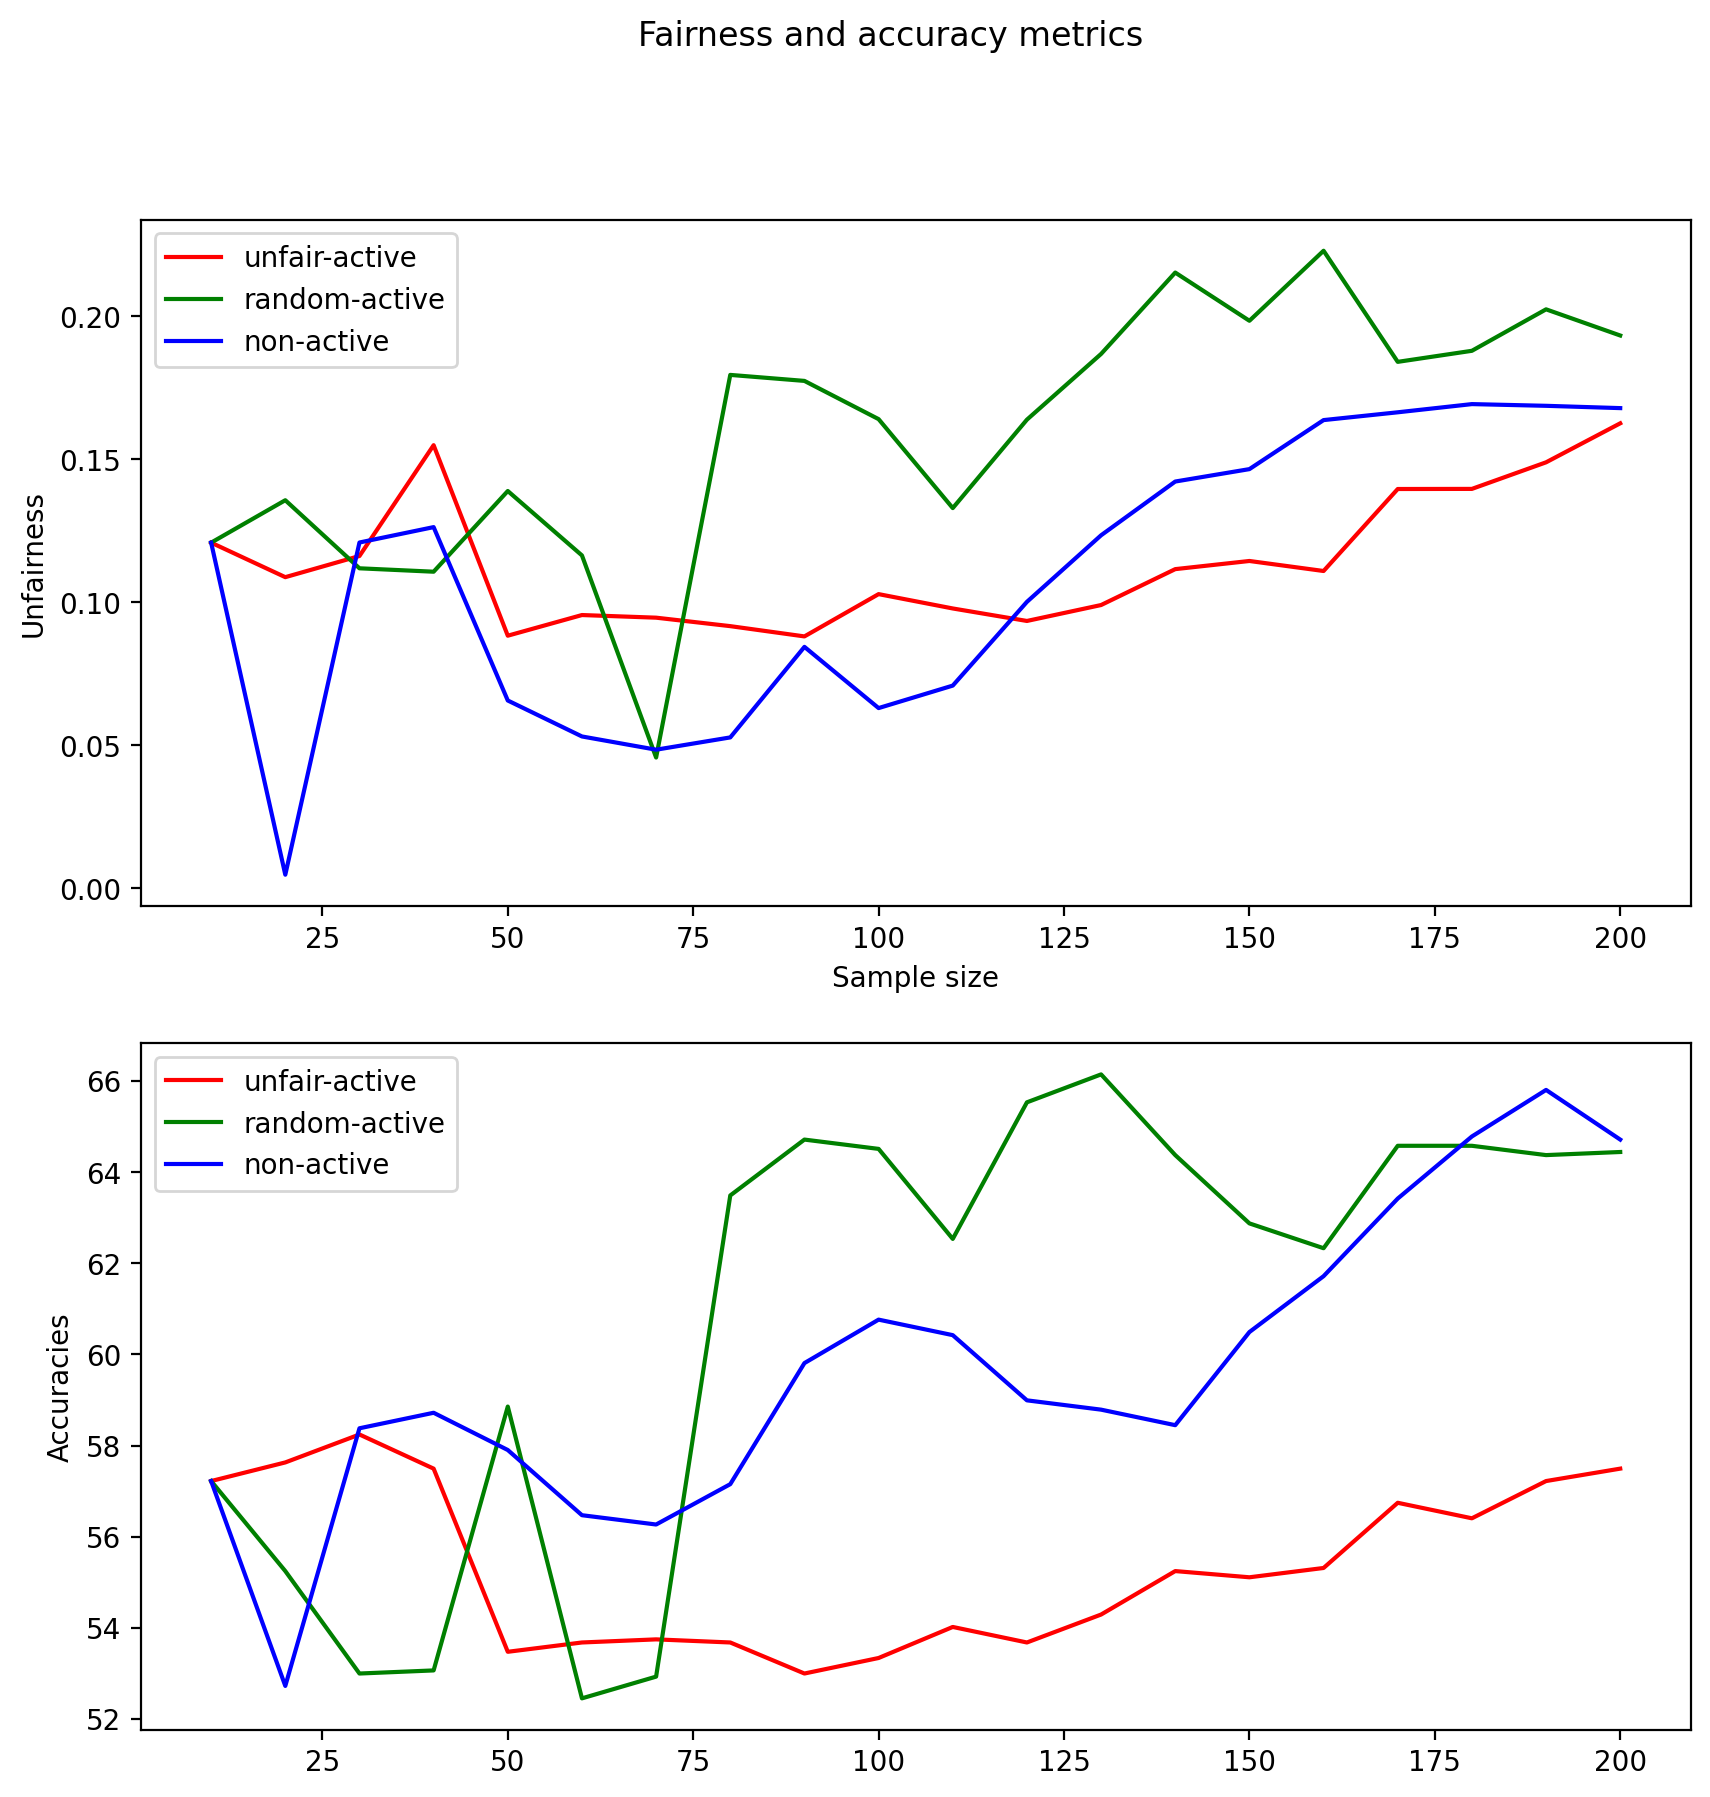 Fairness and accuracy metrics
unfair-active
random-active
non-active
Unfairness
0.20
0.15
0.10
0.05
0.00
25 50 75 100 125 150 175 200
Sample size
unfair-active
random-active
non-active
Accuracies
66
64
62
60
58
56
54
52
25 50 75 100 125 150 175 200